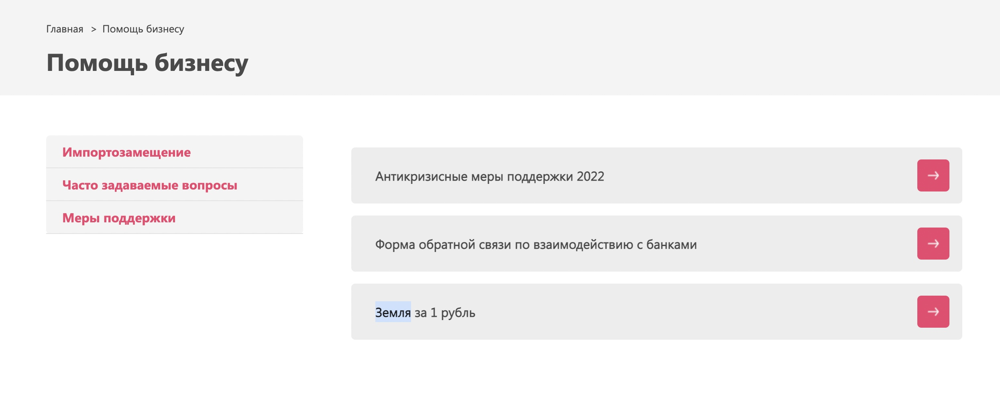 Главная > Помощь бизнесу
Помощь бизнесу
Импортозамещение
Часто задаваемые вопросы
Меры поддержки
Антикризисные меры поддержки 2022
Форма обратной связи по взаимодействию с банками
Земля за 1 рубль